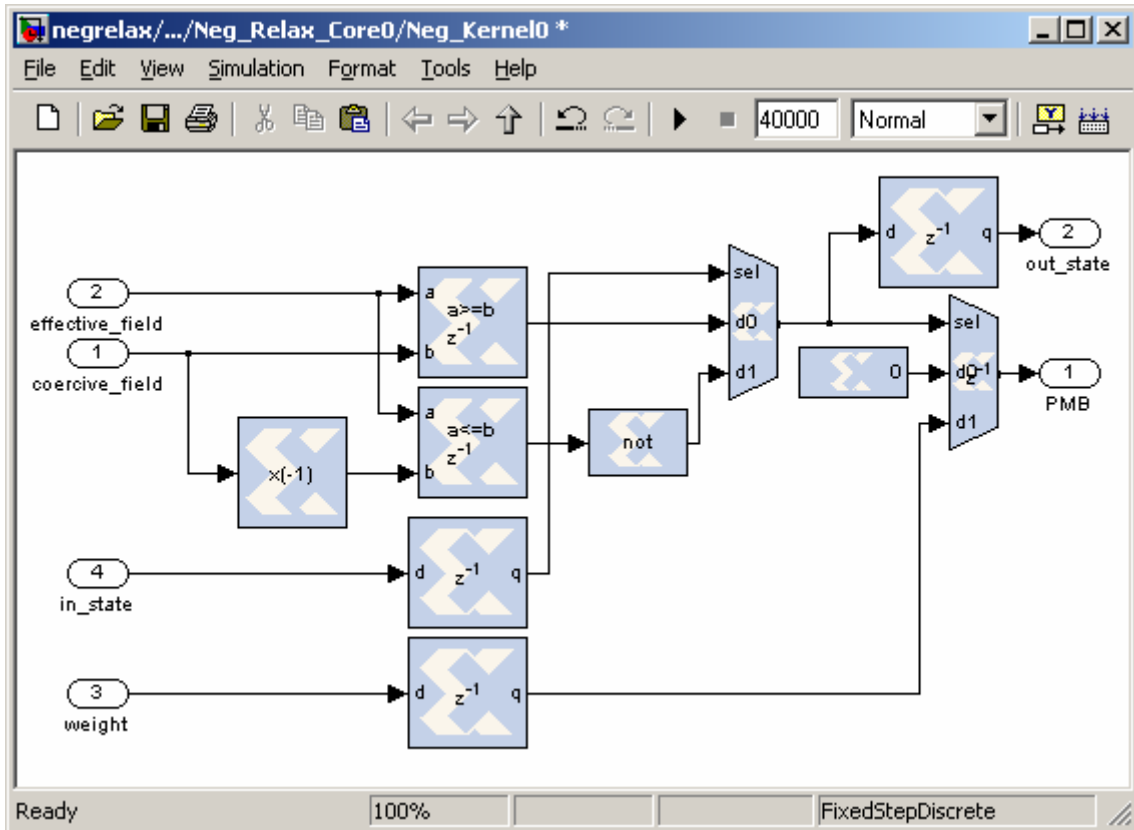 negrelax/.../Neg_Relax_Core0/Neg_Kernel0 *
File Edit View Simulation Format Tools Help
40000 Normal
d z-1 q
2
out_state
2
effective_field
a
a>=b
z-1
b
sel
d0
d1
sel
d0
z-1
d1
0
1
PMB
1
coercive_field
a
a<=b
z-1
b
not
x(-1)
4
in_state
d z-1 q
3
weight
d z-1 q
Ready 100% FixedStepDiscrete